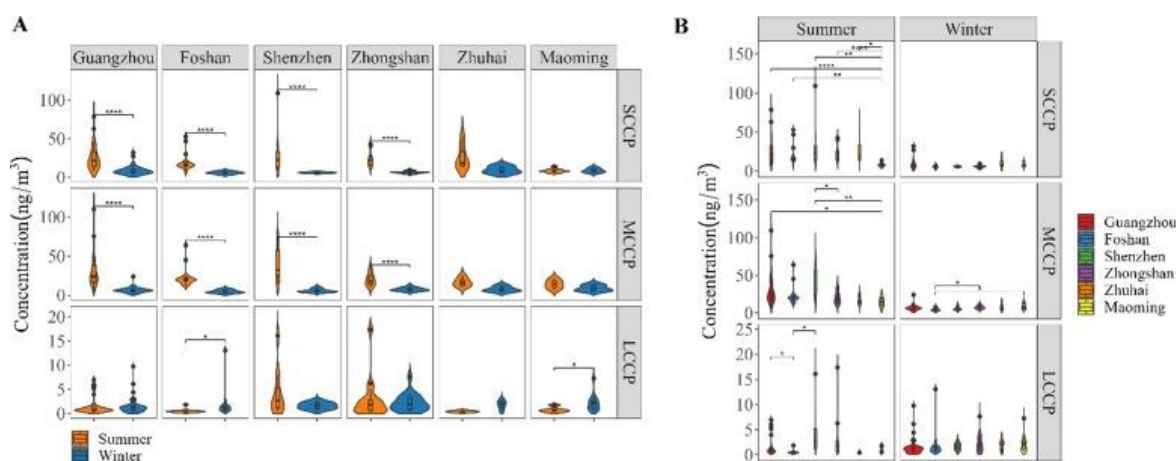 A
Guangzhou Foshan Shenzhen Zhongshan Zhuhai Maoming
Concentration(ng/m³)
100
50
0
**** **** **** ****
SCCP
100
50
0
**** **** **** ****
MCCP
20
15
10
5
0
* *
LCCP
Summer
Winter
B
Summer Winter
Concentration(ng/m³)
150
100
50
0
*
**
****
**
SCCP
150
100
50
0
*
**
*
*
MCCP
25
20
15
10
5
0
*
*
LCCP
Guangzhou
Foshan
Shenzhen
Zhongshan
Zhuhai
Maoming